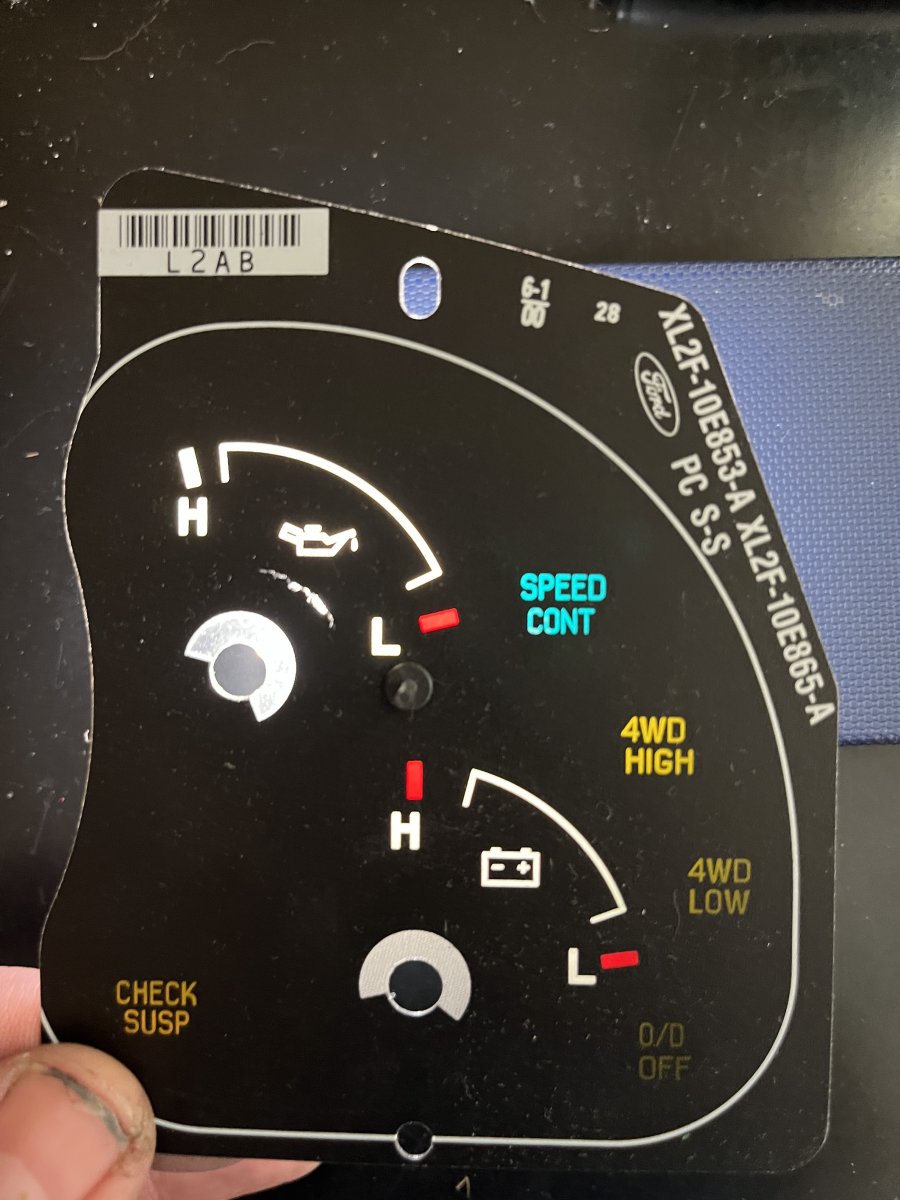 L2AB
6-1
00
28
XL2F-10E853-A XL2F-10E865-A
Ford
PC S-S
H
L
SPEED
CONT
4WD
HIGH
H
- +
4WD
LOW
L
CHECK
SUSP
O/D
OFF